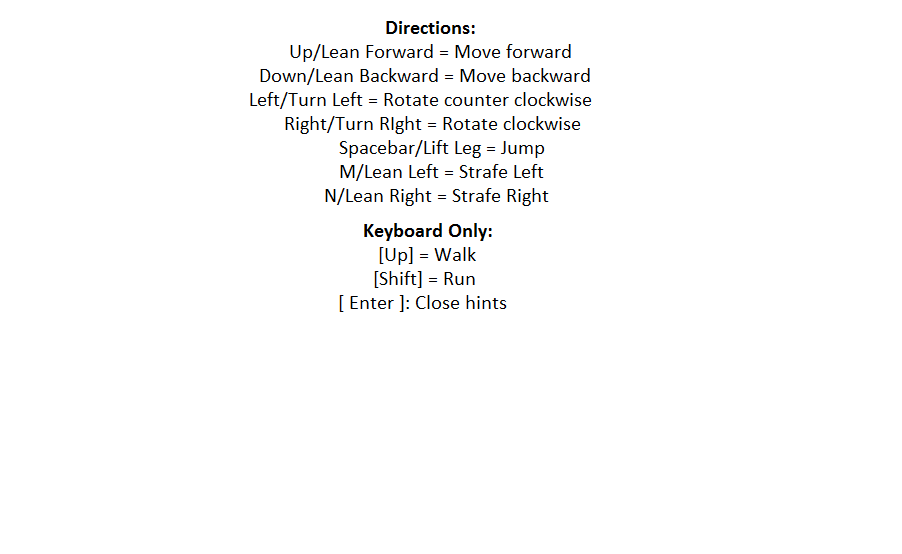 Directions:
Up/Lean Forward = Move forward
Down/Lean Backward = Move backward
Left/Turn Left = Rotate counter clockwise
Right/Turn RIght = Rotate clockwise
Spacebar/Lift Leg = Jump
M/Lean Left = Strafe Left
N/Lean Right = Strafe Right
Keyboard Only:
[Up] = Walk
[Shift] = Run
[ Enter ]: Close hints